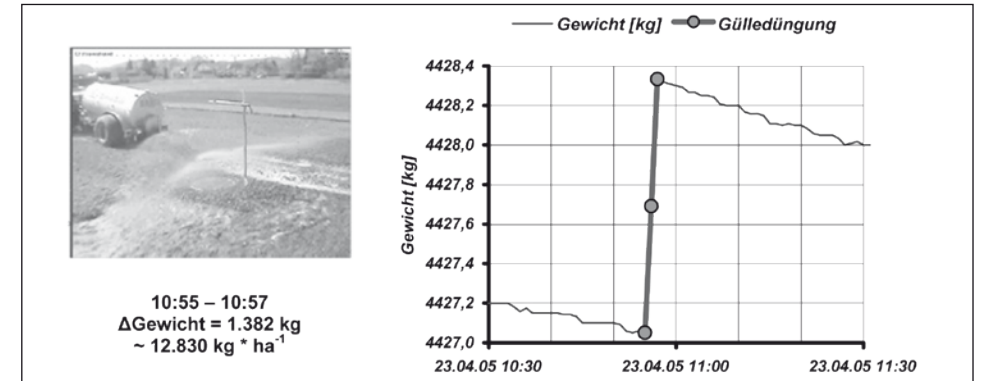 Gewicht [kg] Gülledüngung
10:55 – 10:57
ΔGewicht = 1.382 kg
~ 12.830 kg * ha⁻¹
Gewicht [kg]
4428,4
4428,2
4428,0
4427,8
4427,6
4427,4
4427,2
4427,0
23.04.05 10:30 23.04.05 11:00 23.04.05 11:30